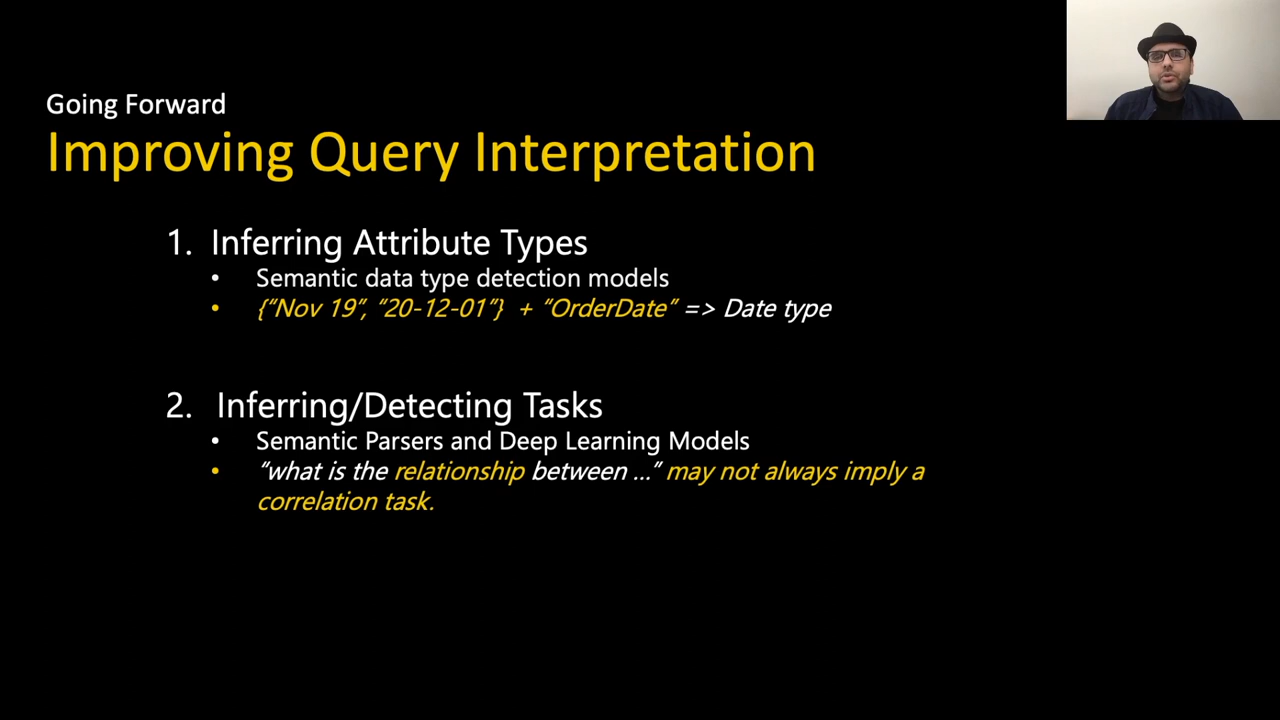 Going Forward
Improving Query Interpretation
1. Inferring Attribute Types
• Semantic data type detection models
• {“Nov 19”, “20-12-01”} + “OrderDate” => Date type
2. Inferring/Detecting Tasks
• Semantic Parsers and Deep Learning Models
• “what is the relationship between …” may not always imply a
correlation task.